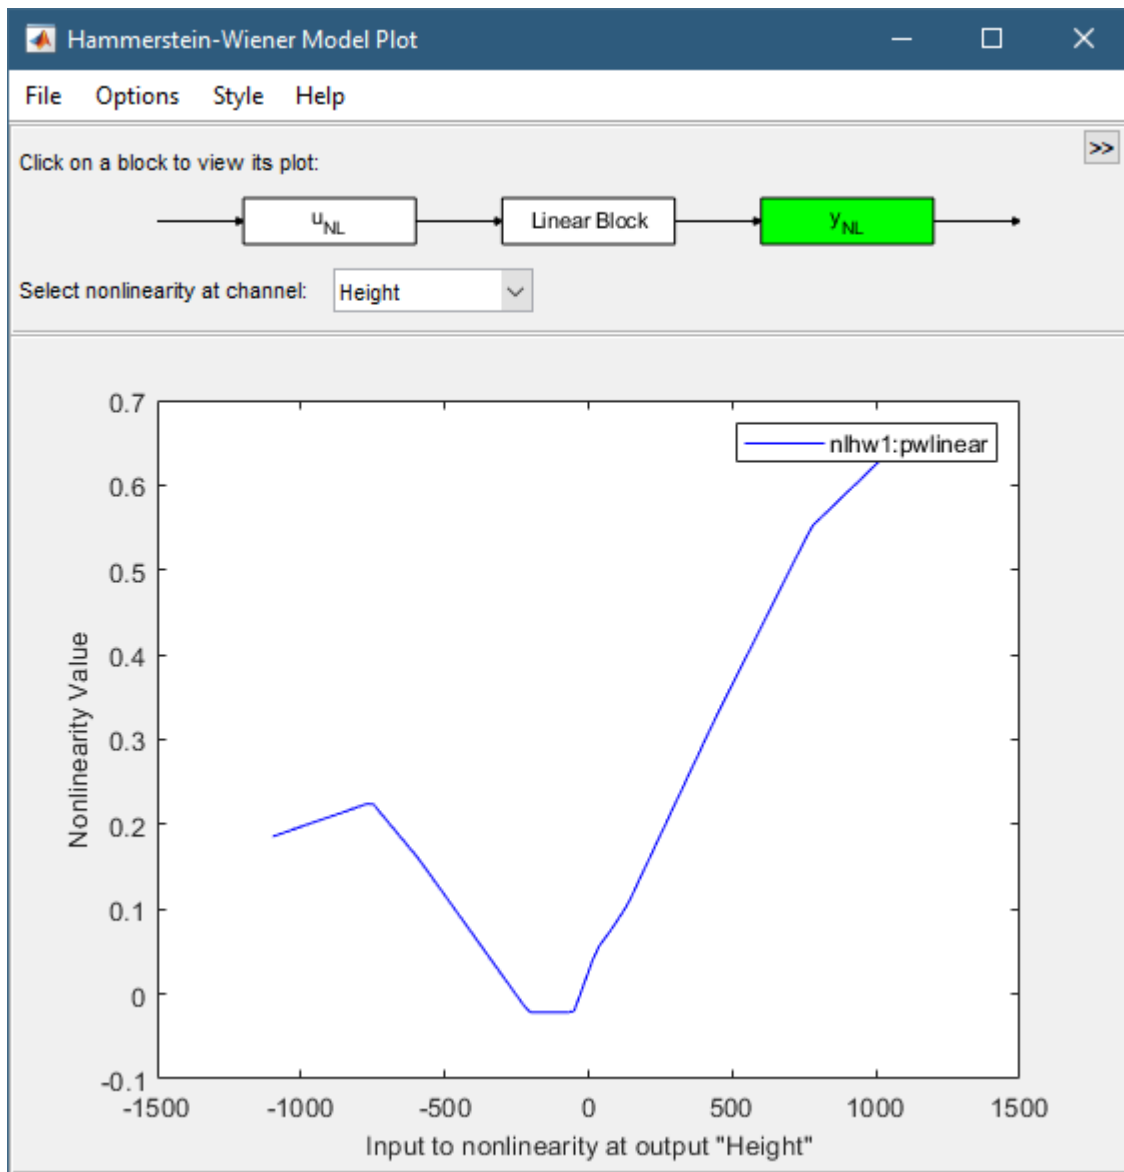 Hammerstein-Wiener Model Plot
File Options Style Help
Click on a block to view its plot:
>>
uNL Linear Block yNL
Select nonlinearity at channel: Height
0.7
0.6
0.5
0.4
0.3
0.2
0.1
0
-0.1
Nonlinearity Value
nlhw1:pwlinear
-1500 -1000 -500 0 500 1000 1500
Input to nonlinearity at output "Height"